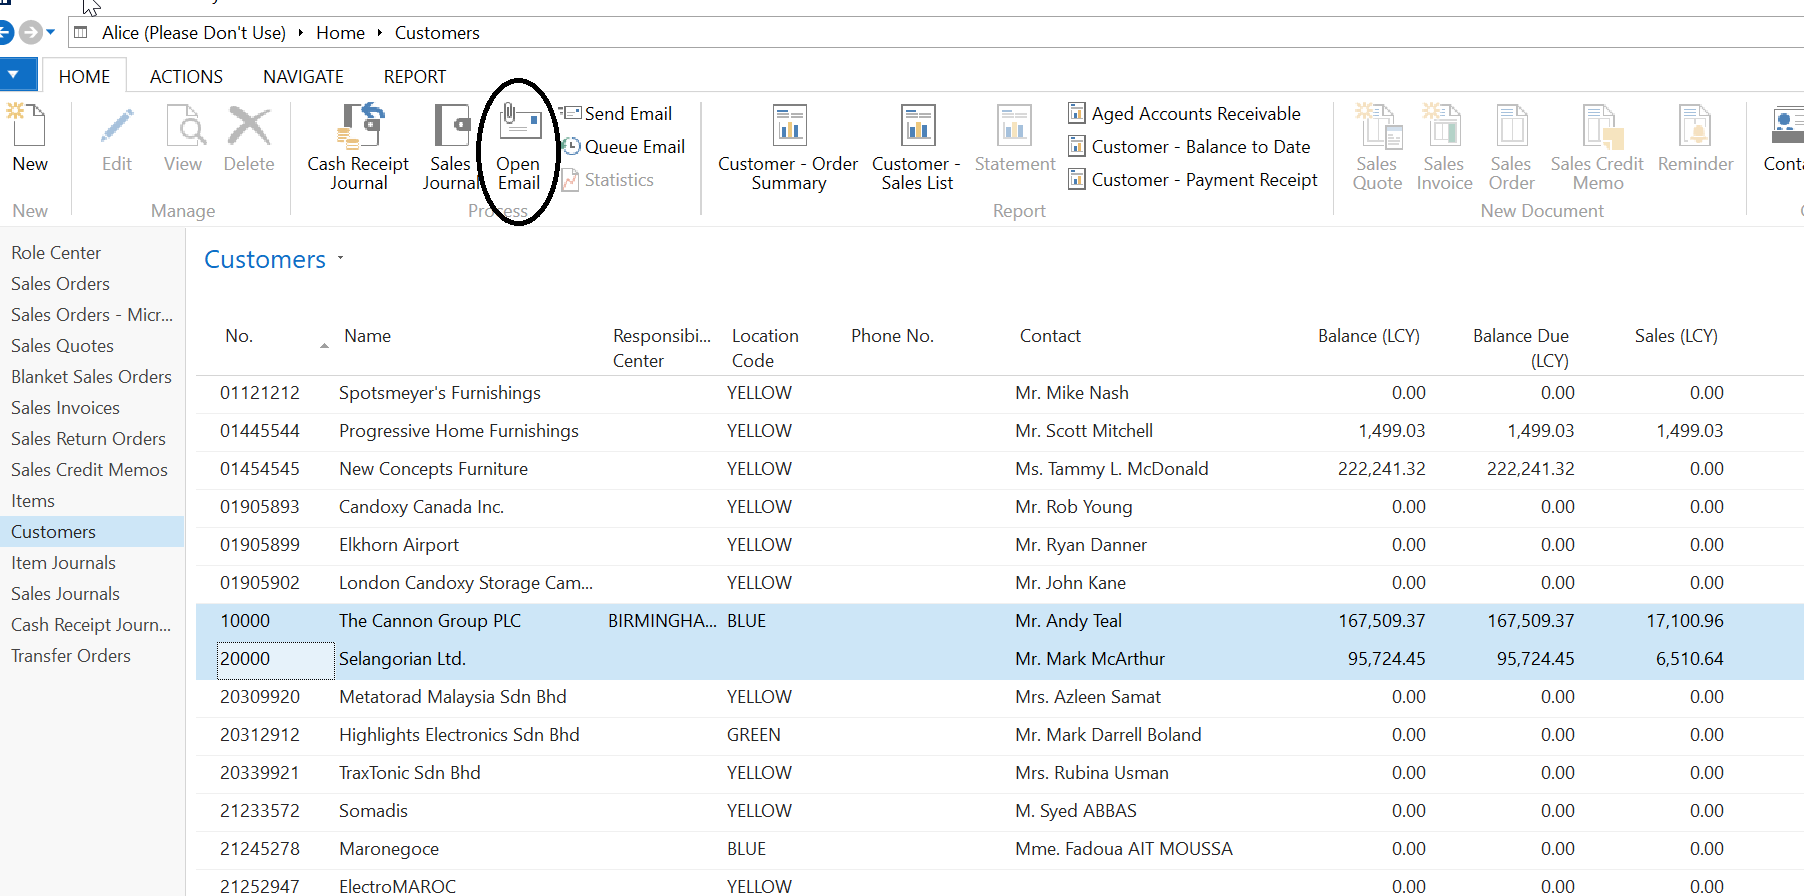 Alice (Please Don't Use) ‣ Home ‣ Customers
HOME ACTIONS NAVIGATE REPORT
New
New
Edit
View
Delete
Manage
Cash Receipt
Journal
Sales
Journal
Open
Email
Send Email
Queue Email
Statistics
Process
Customer - Order
Summary
Customer -
Sales List
Statement
Aged Accounts Receivable
Customer - Balance to Date
Customer - Payment Receipt
Report
Sales
Quote
Sales
Invoice
Sales
Order
Sales Credit
Memo
Reminder
New Document
Role Center
Sales Orders
Sales Orders - Micr...
Sales Quotes
Blanket Sales Orders
Sales Invoices
Sales Return Orders
Sales Credit Memos
Items
Customers
Item Journals
Sales Journals
Cash Receipt Journ...
Transfer Orders
Customers
No. Name Responsibi... Center Location Code Phone No. Contact Balance (LCY) Balance Due (LCY) Sales (LCY)
01121212 Spotsmeyer's Furnishings YELLOW Mr. Mike Nash 0.00 0.00 0.00
01445544 Progressive Home Furnishings YELLOW Mr. Scott Mitchell 1,499.03 1,499.03 1,499.03
01454545 New Concepts Furniture YELLOW Ms. Tammy L. McDonald 222,241.32 222,241.32 0.00
01905893 Candoxy Canada Inc. YELLOW Mr. Rob Young 0.00 0.00 0.00
01905899 Elkhorn Airport YELLOW Mr. Ryan Danner 0.00 0.00 0.00
01905902 London Candoxy Storage Cam... YELLOW Mr. John Kane 0.00 0.00 0.00
10000 The Cannon Group PLC BIRMINGHA... BLUE Mr. Andy Teal 167,509.37 167,509.37 17,100.96
20000 Selangorian Ltd. Mr. Mark McArthur 95,724.45 95,724.45 6,510.64
20309920 Metatorad Malaysia Sdn Bhd YELLOW Mrs. Azleen Samat 0.00 0.00 0.00
20312912 Highlights Electronics Sdn Bhd GREEN Mr. Mark Darrell Boland 0.00 0.00 0.00
20339921 TraxTonic Sdn Bhd YELLOW Mrs. Rubina Usman 0.00 0.00 0.00
21233572 Somadis YELLOW M. Syed ABBAS 0.00 0.00 0.00
21245278 Maronegoce BLUE Mme. Fadoua AIT MOUSSA 0.00 0.00 0.00
21252947 ElectroMAROC YELLOW 0.00 0.00 0.00